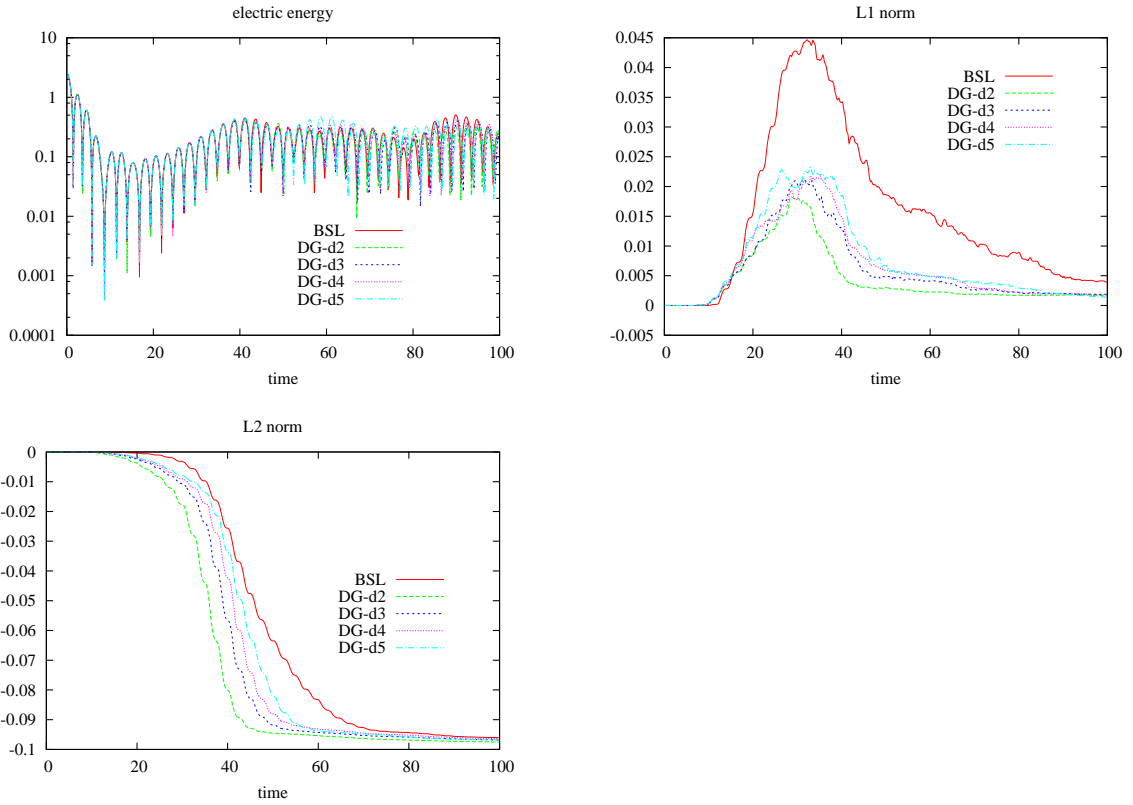 electric energy
10
1
0.1
0.01
0.001
0.0001
0
20
40
60
80
100
time
BSL
DG-d2
DG-d3
DG-d4
DG-d5
L1 norm
0.045
0.04
0.035
0.03
0.025
0.02
0.015
0.01
0.005
0
-0.005
0
20
40
60
80
100
time
BSL
DG-d2
DG-d3
DG-d4
DG-d5
L2 norm
0
-0.01
-0.02
-0.03
-0.04
-0.05
-0.06
-0.07
-0.08
-0.09
-0.1
0
20
40
60
80
100
time
BSL
DG-d2
DG-d3
DG-d4
DG-d5